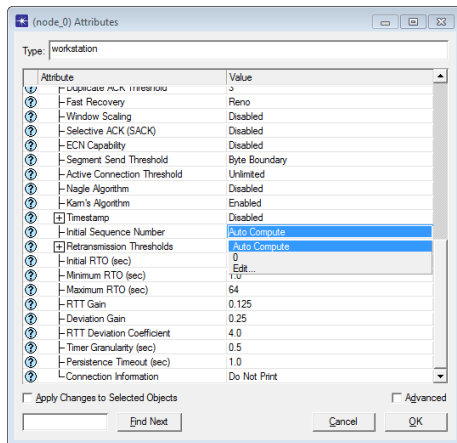 (node_0) Attributes
Type: workstation
Attribute Value
Duplicate ACK Threshold 3
Fast Recovery Reno
Window Scaling Disabled
Selective ACK (SACK) Disabled
ECN Capability Disabled
Segment Send Threshold Byte Boundary
Active Connection Threshold Unlimited
Nagle Algorithm Disabled
Karn's Algorithm Enabled
Timestamp Disabled
Initial Sequence Number Auto Compute
Retransmission Thresholds Auto Compute
Initial RTO (sec) 0
Edit...
Minimum RTO (sec) 1.0
Maximum RTO (sec) 64
RTT Gain 0.125
Deviation Gain 0.25
RTT Deviation Coefficient 4.0
Timer Granularity (sec) 0.5
Persistence Timeout (sec) 1.0
Connection Information Do Not Print
Apply Changes to Selected Objects Advanced
Find Next Cancel OK